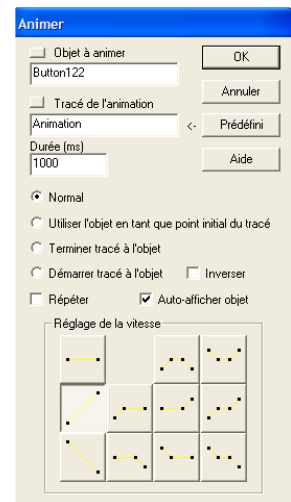 Animer
Objet à animer
OK
Button122
Annuler
Tracé de l'animation
Animation
<-
Prédéfini
Durée (ms)
1000
Aide
Normal
Utiliser l'objet en tant que point initial du tracé
Terminer tracé à l'objet
Démarrer tracé à l'objet
Inverser
Répéter
Auto-afficher objet
Réglage de la vitesse